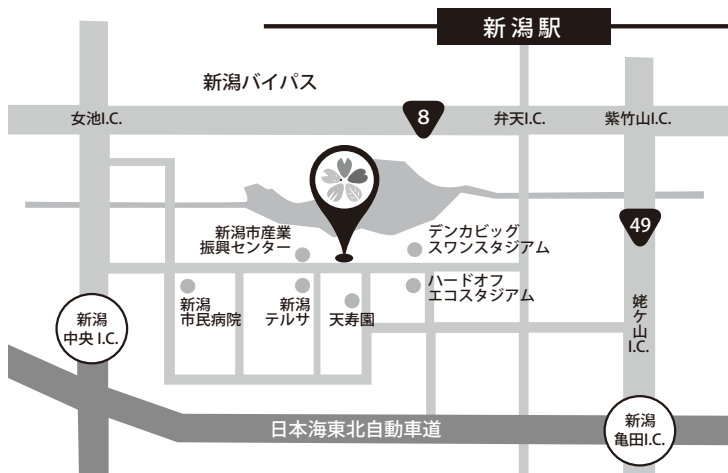 新潟駅
新潟バイパス
8
女池I.C.
弁天I.C.
紫竹山I.C.
49
新潟市産業
振興センター
デンカビッグ
スワンスタジアム
新潟
市民病院
新潟
テルサ
天寿園
ハードオフ
エコスタジアム
姥ケ山I.C.
新潟
中央 I.C.
日本海東北自動車道
新潟
亀田I.C.